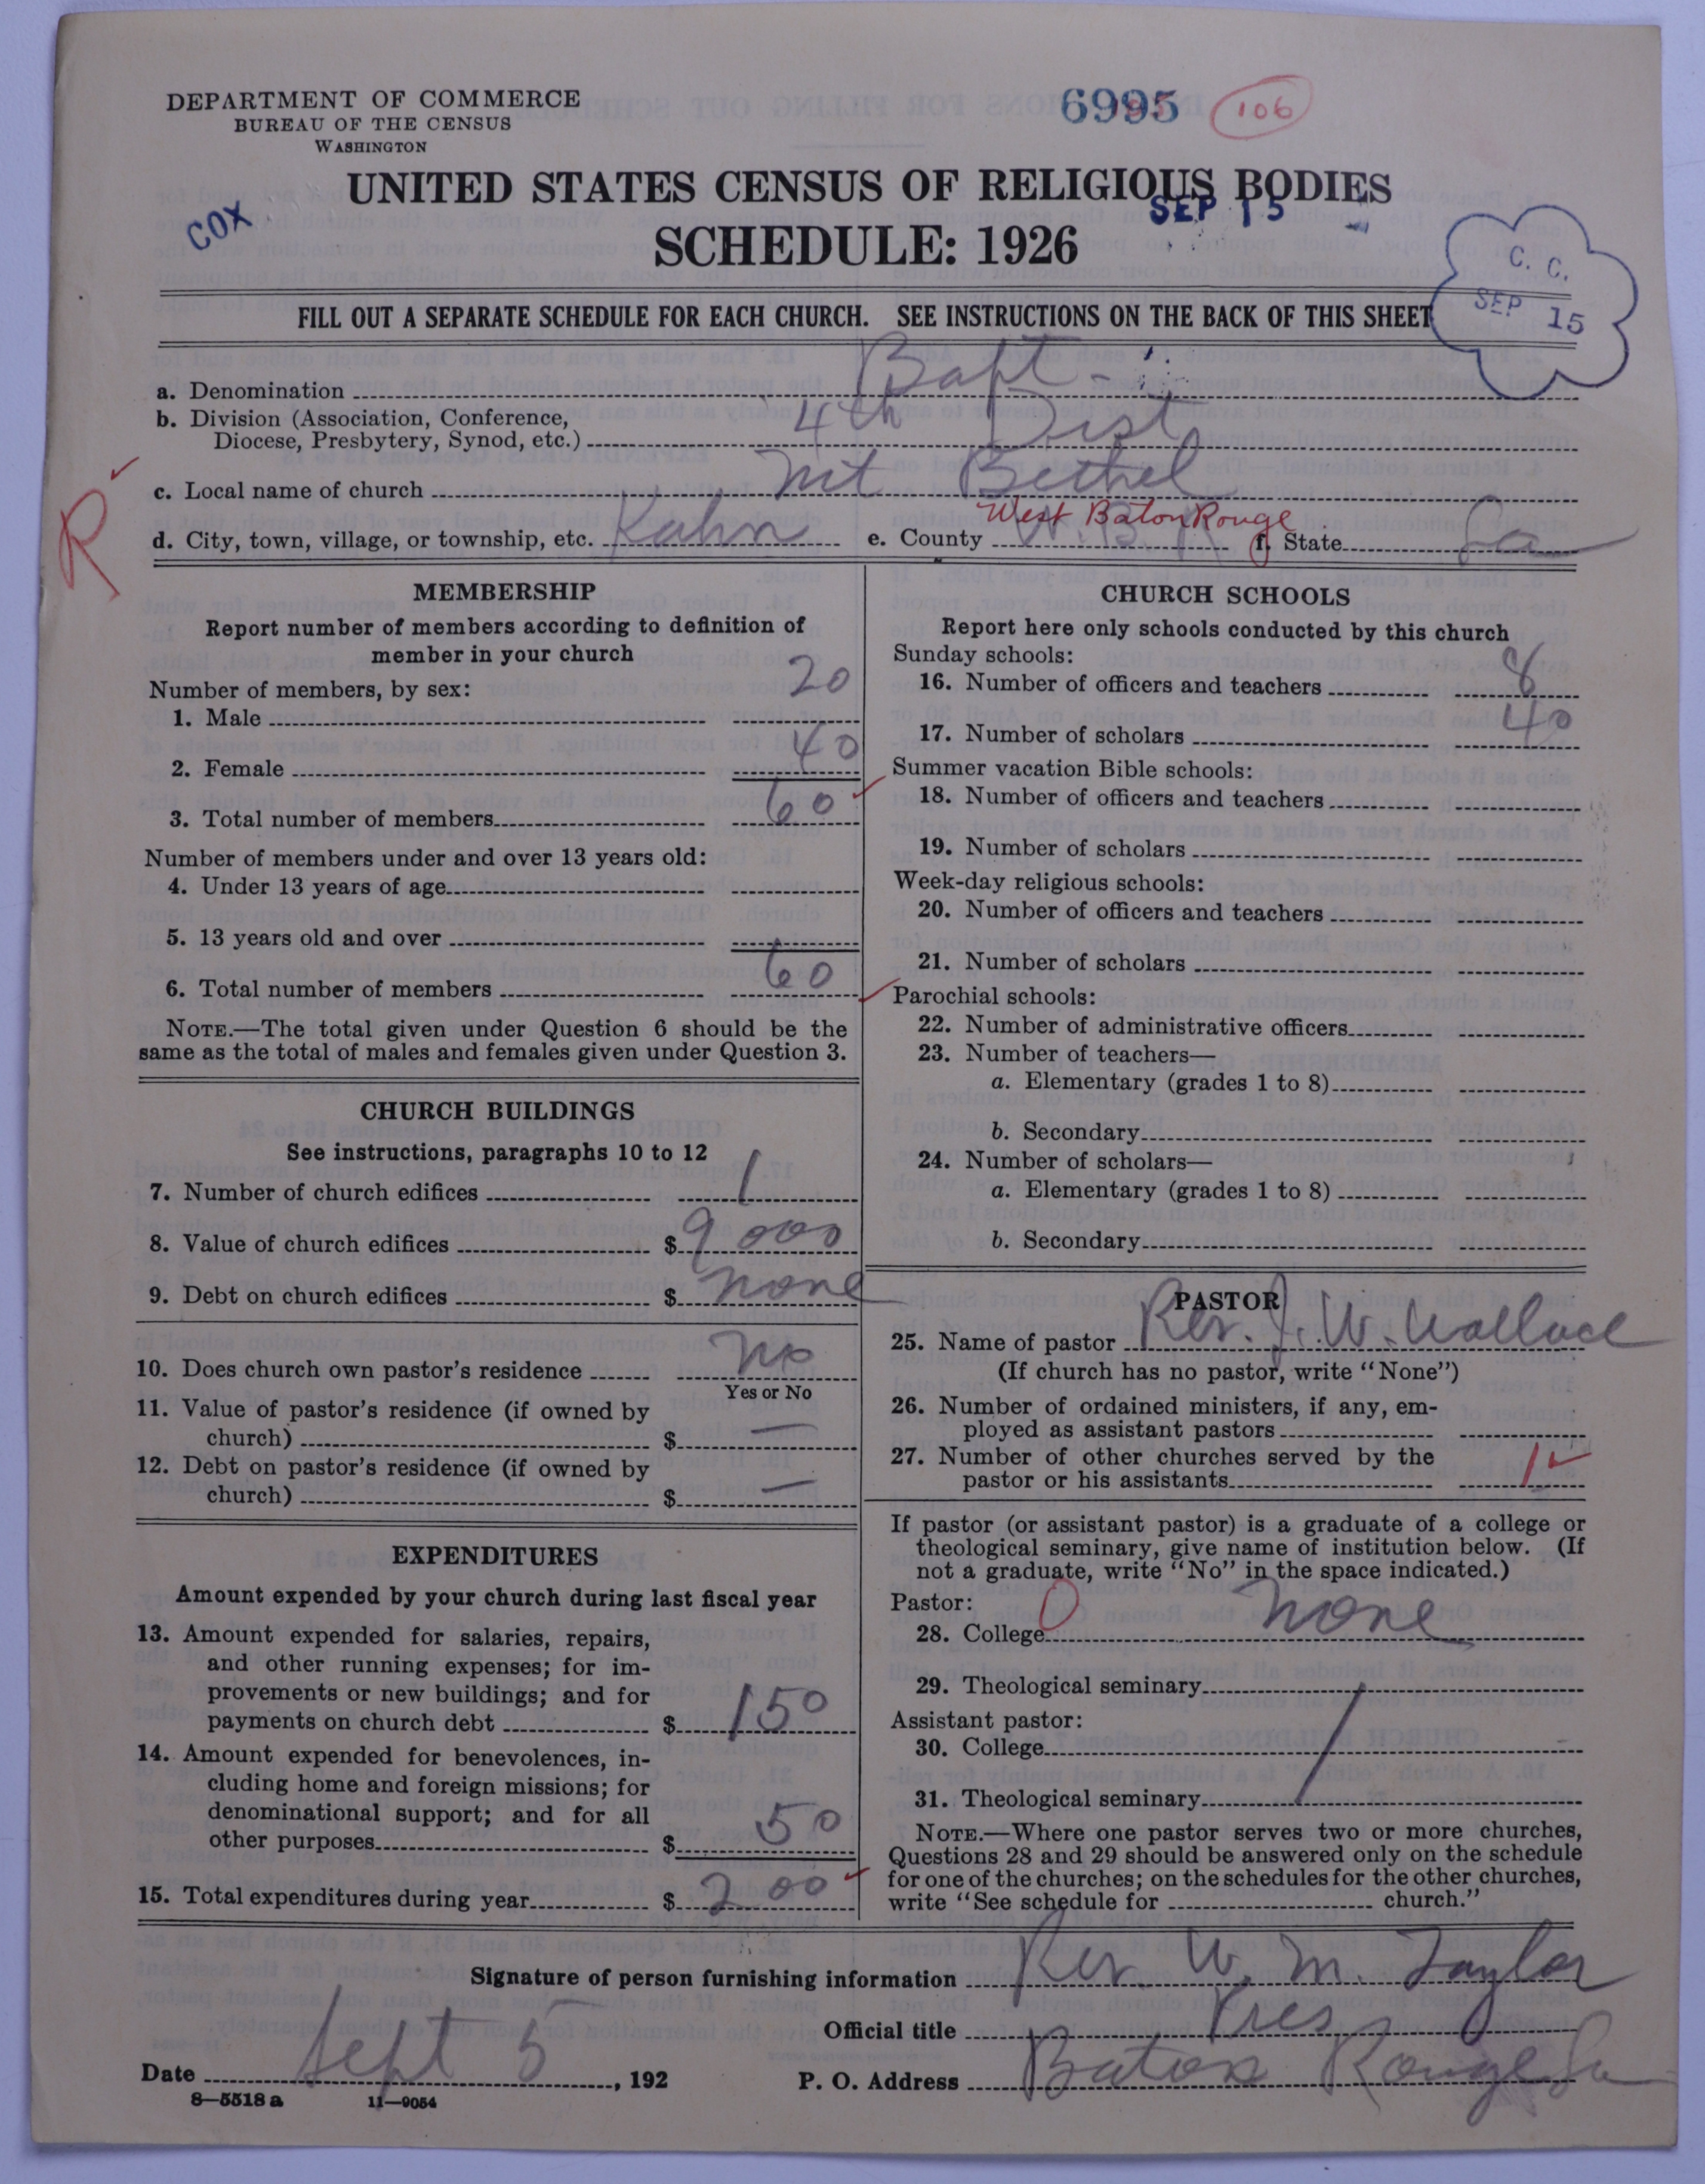 DEPARTMENT OF COMMERCE
BUREAU OF THE CENSUS
WASHINGTON
6995 106
UNITED STATES CENSUS OF RELIGIOUS BODIES
COX
SEP 15
SCHEDULE: 1926
C. C.
SEP 15
FILL OUT A SEPARATE SCHEDULE FOR EACH CHURCH. SEE INSTRUCTIONS ON THE BACK OF THIS SHEET
a. Denomination Bapt -
b. Division (Association, Conference,
Diocese, Presbytery, Synod, etc.) 4th Dist
c. Local name of church Mt Bethel
R
West Baton Rouge
d. City, town, village, or township, etc. Kahn e. County W. B. R f. State La
MEMBERSHIP
Report number of members according to definition of
member in your church
Number of members, by sex:
1. Male 20
2. Female 40
3. Total number of members 60
Number of members under and over 13 years old:
4. Under 13 years of age
5. 13 years old and over
6. Total number of members 60
NOTE.—The total given under Question 6 should be the
same as the total of males and females given under Question 3.
CHURCH BUILDINGS
See instructions, paragraphs 10 to 12
7. Number of church edifices 1
8. Value of church edifices $ 9 000
9. Debt on church edifices $ none
10. Does church own pastor's residence No
Yes or No
11. Value of pastor's residence (if owned by
church) $ —
12. Debt on pastor's residence (if owned by
church) $ —
EXPENDITURES
Amount expended by your church during last fiscal year
13. Amount expended for salaries, repairs,
and other running expenses; for im-
provements or new buildings; and for
payments on church debt $ 150
14. Amount expended for benevolences, in-
cluding home and foreign missions; for
denominational support; and for all
other purposes $ 50
15. Total expenditures during year $ 200
CHURCH SCHOOLS
Report here only schools conducted by this church
Sunday schools:
16. Number of officers and teachers 8
17. Number of scholars 40
Summer vacation Bible schools:
18. Number of officers and teachers
19. Number of scholars
Week-day religious schools:
20. Number of officers and teachers
21. Number of scholars
Parochial schools:
22. Number of administrative officers
23. Number of teachers—
a. Elementary (grades 1 to 8)
b. Secondary
24. Number of scholars—
a. Elementary (grades 1 to 8)
b. Secondary
PASTOR
25. Name of pastor Rev. J. W. Wallace
(If church has no pastor, write "None")
26. Number of ordained ministers, if any, em-
ployed as assistant pastors
27. Number of other churches served by the
pastor or his assistants 1
If pastor (or assistant pastor) is a graduate of a college or
theological seminary, give name of institution below. (If
not a graduate, write "No" in the space indicated.)
Pastor: 0
28. College none
29. Theological seminary
Assistant pastor:
30. College
31. Theological seminary
NOTE.—Where one pastor serves two or more churches,
Questions 28 and 29 should be answered only on the schedule
for one of the churches; on the schedules for the other churches,
write "See schedule for church."
Signature of person furnishing information Rev. W. M. Taylor
Official title Pres
Date Sept 5, 192 P. O. Address Baton Rouge La
8—5518 a 11—9054